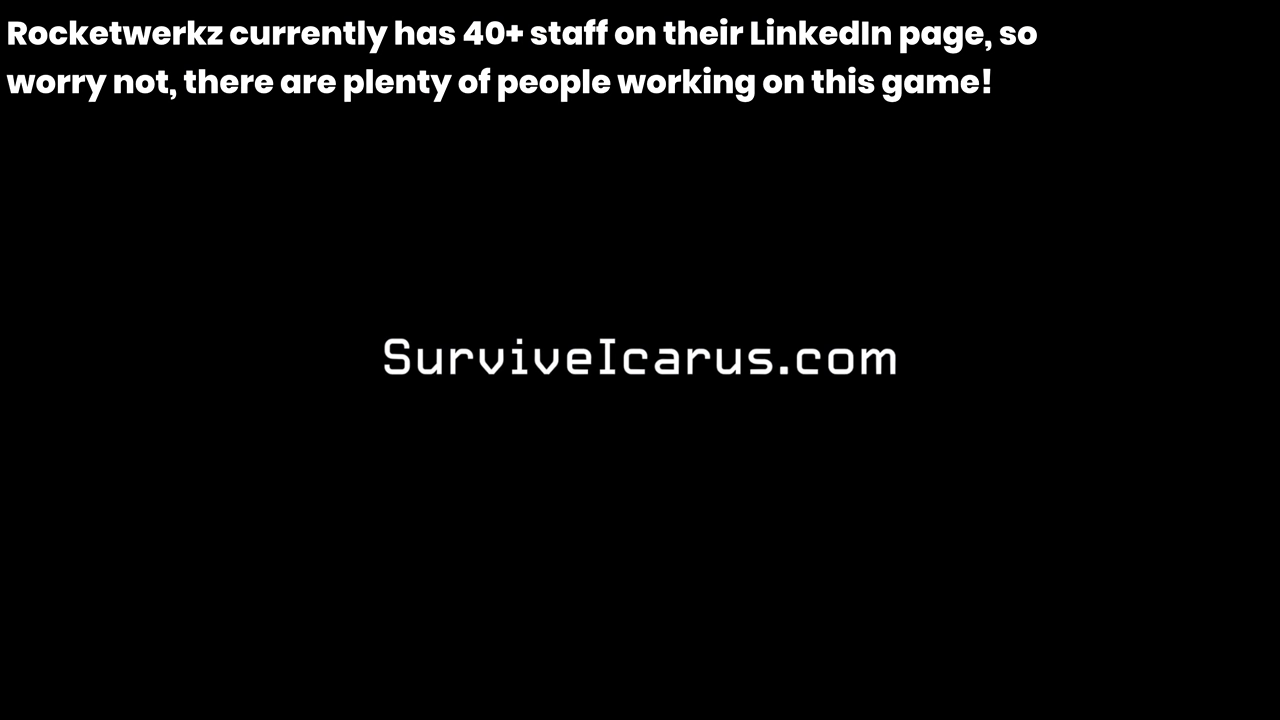 Rocketwerkz currently has 40+ staff on their LinkedIn page, so
worry not, there are plenty of people working on this game!
SurviveIcarus.com